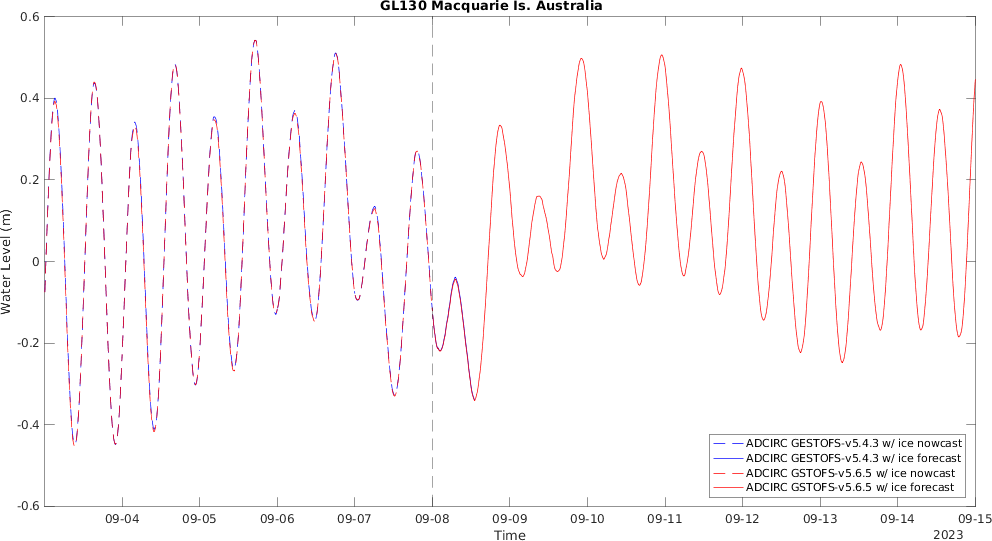 GL130 Macquarie Is. Australia
0.6
0.4
0.2
0
-0.2
-0.4
-0.6
Water Level (m)
ADCIRC GESTOFS-v5.4.3 w/ ice nowcast
ADCIRC GESTOFS-v5.4.3 w/ ice forecast
ADCIRC GSTOFS-v5.6.5 w/ ice nowcast
ADCIRC GSTOFS-v5.6.5 w/ ice forecast
09-04 09-05 09-06 09-07 09-08 09-09 09-10 09-11 09-12 09-13 09-14 09-15
Time
2023